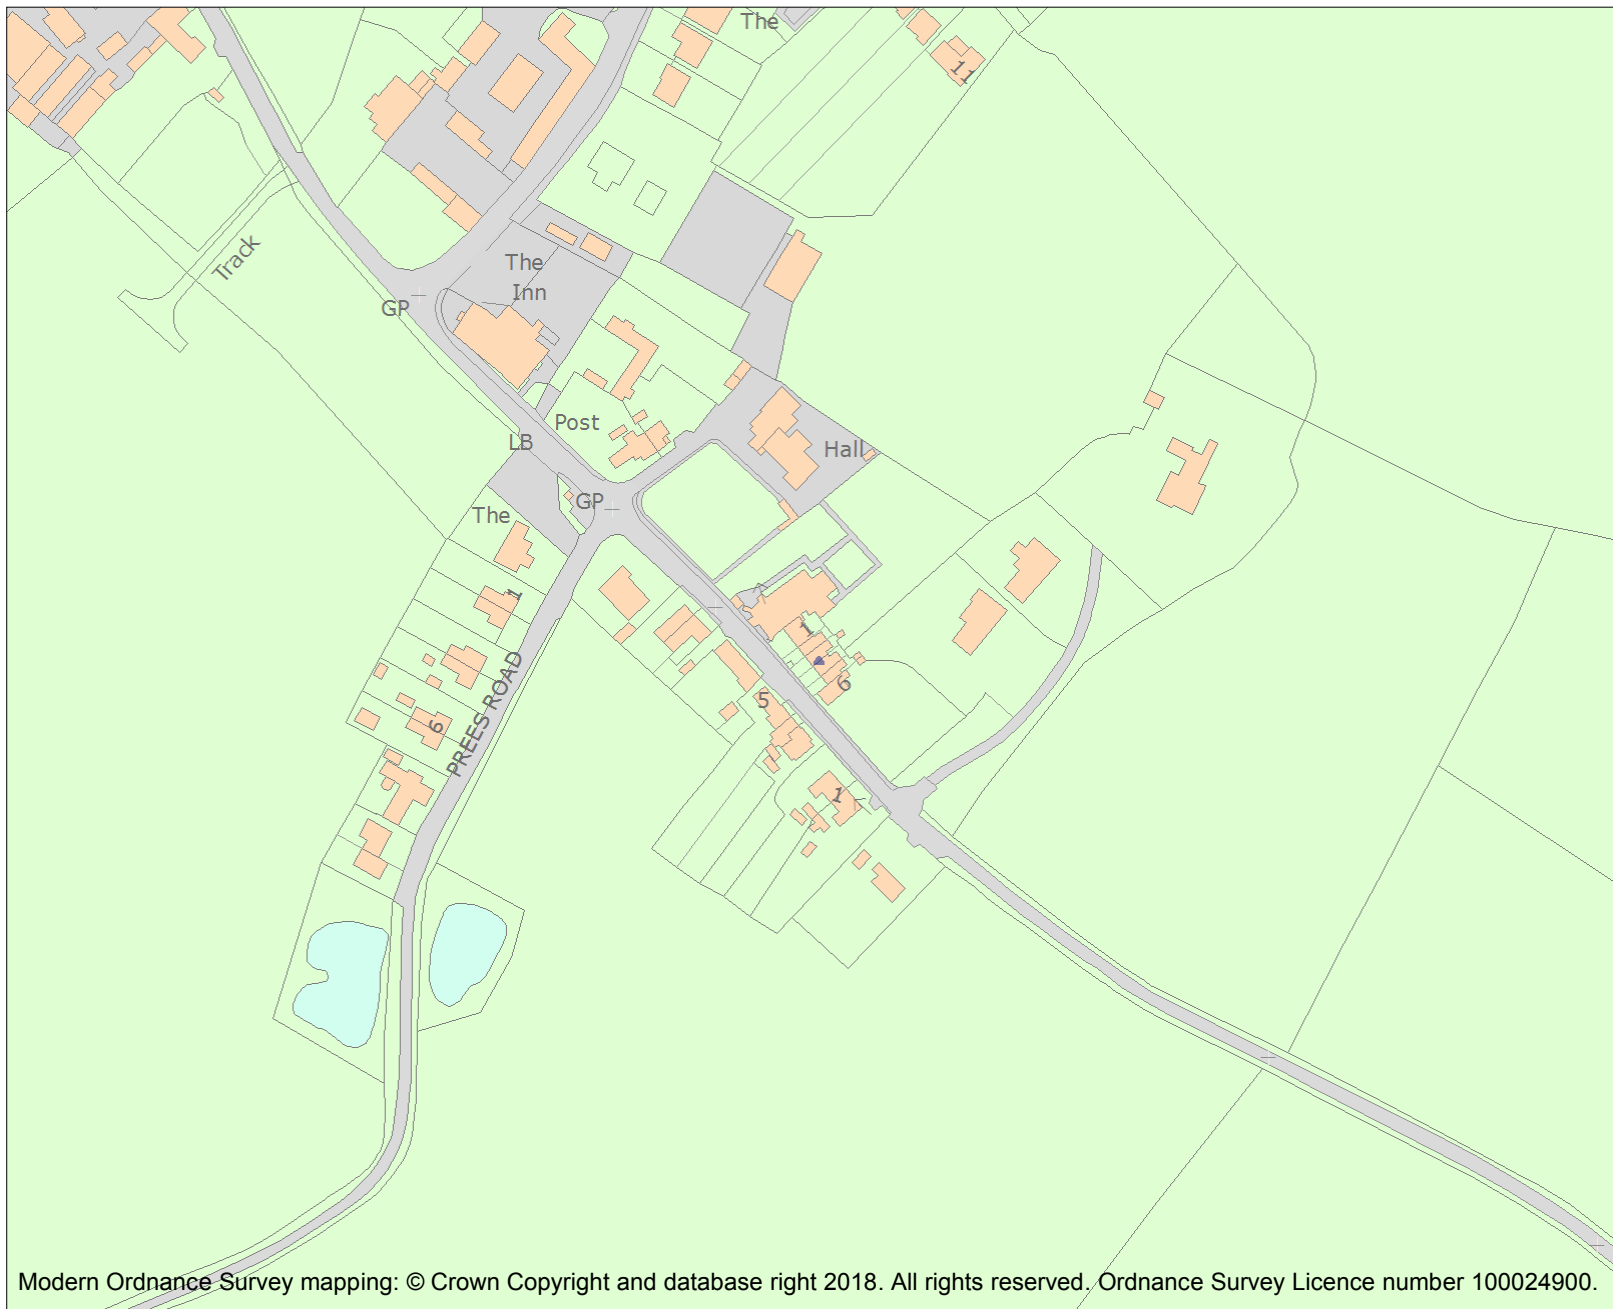 The
11
Track
The
Inn
GP
Post
LB
Hall
GP
The
1
1
PREES ROAD
6
5
6
1
Modern Ordnance Survey mapping: © Crown Copyright and database right 2018. All rights reserved. Ordnance Survey Licence number 100024900.